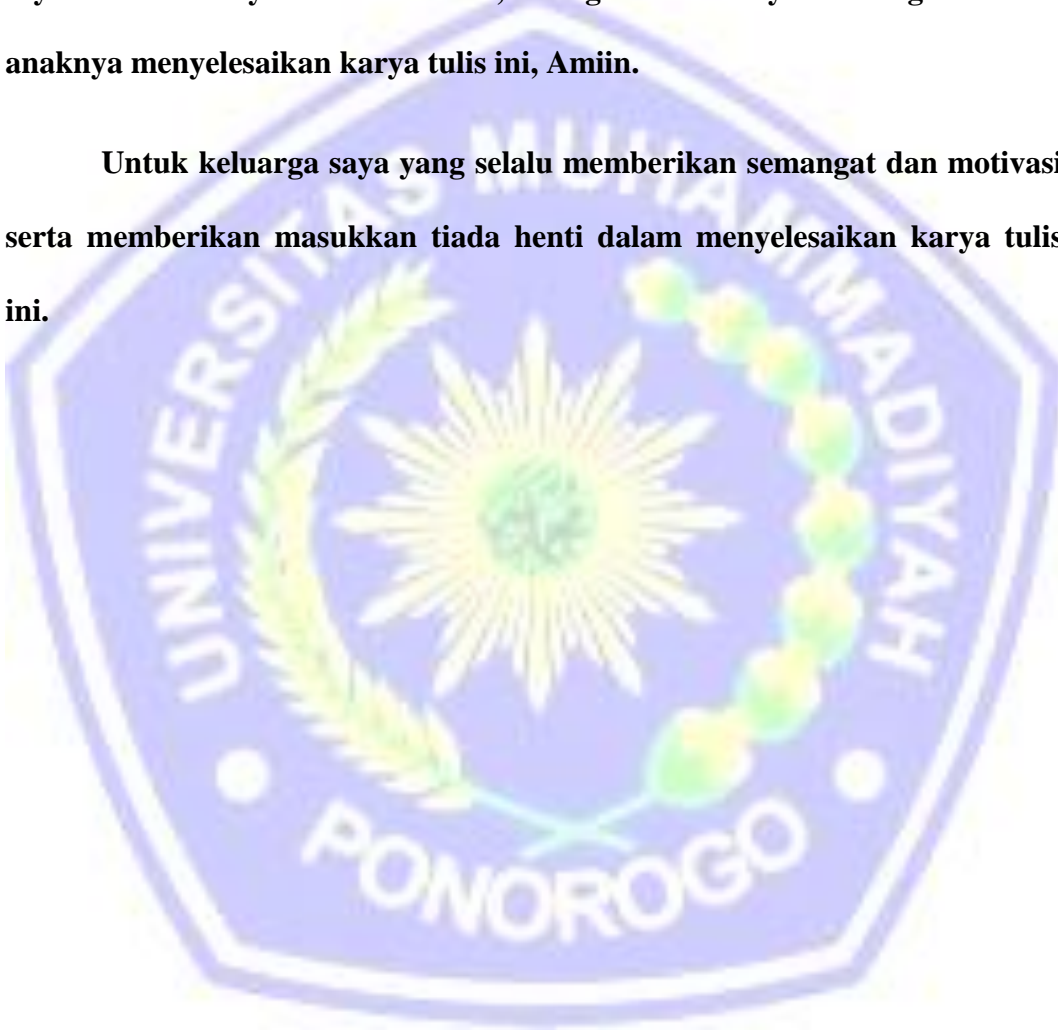 anaknya menyelesaikan karya tulis ini, Amiin.
Untuk keluarga saya yang selalu memberikan semangat dan motivasi
serta memberikan masukkan tiada henti dalam menyelesaikan karya tulis
ini.
UNIVERSITAS MUHAMMADIYAH
PONOROGO